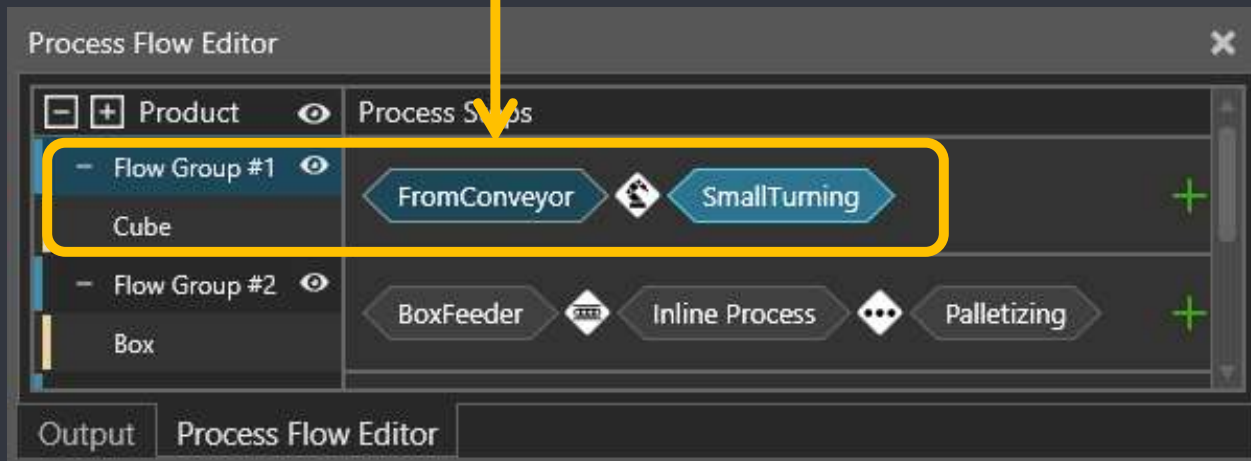 Process Flow Editor
Product
Process Steps
Flow Group #1
FromConveyor
SmallTurning
Cube
Flow Group #2
BoxFeeder
Inline Process
Palletizing
Box
Output
Process Flow Editor